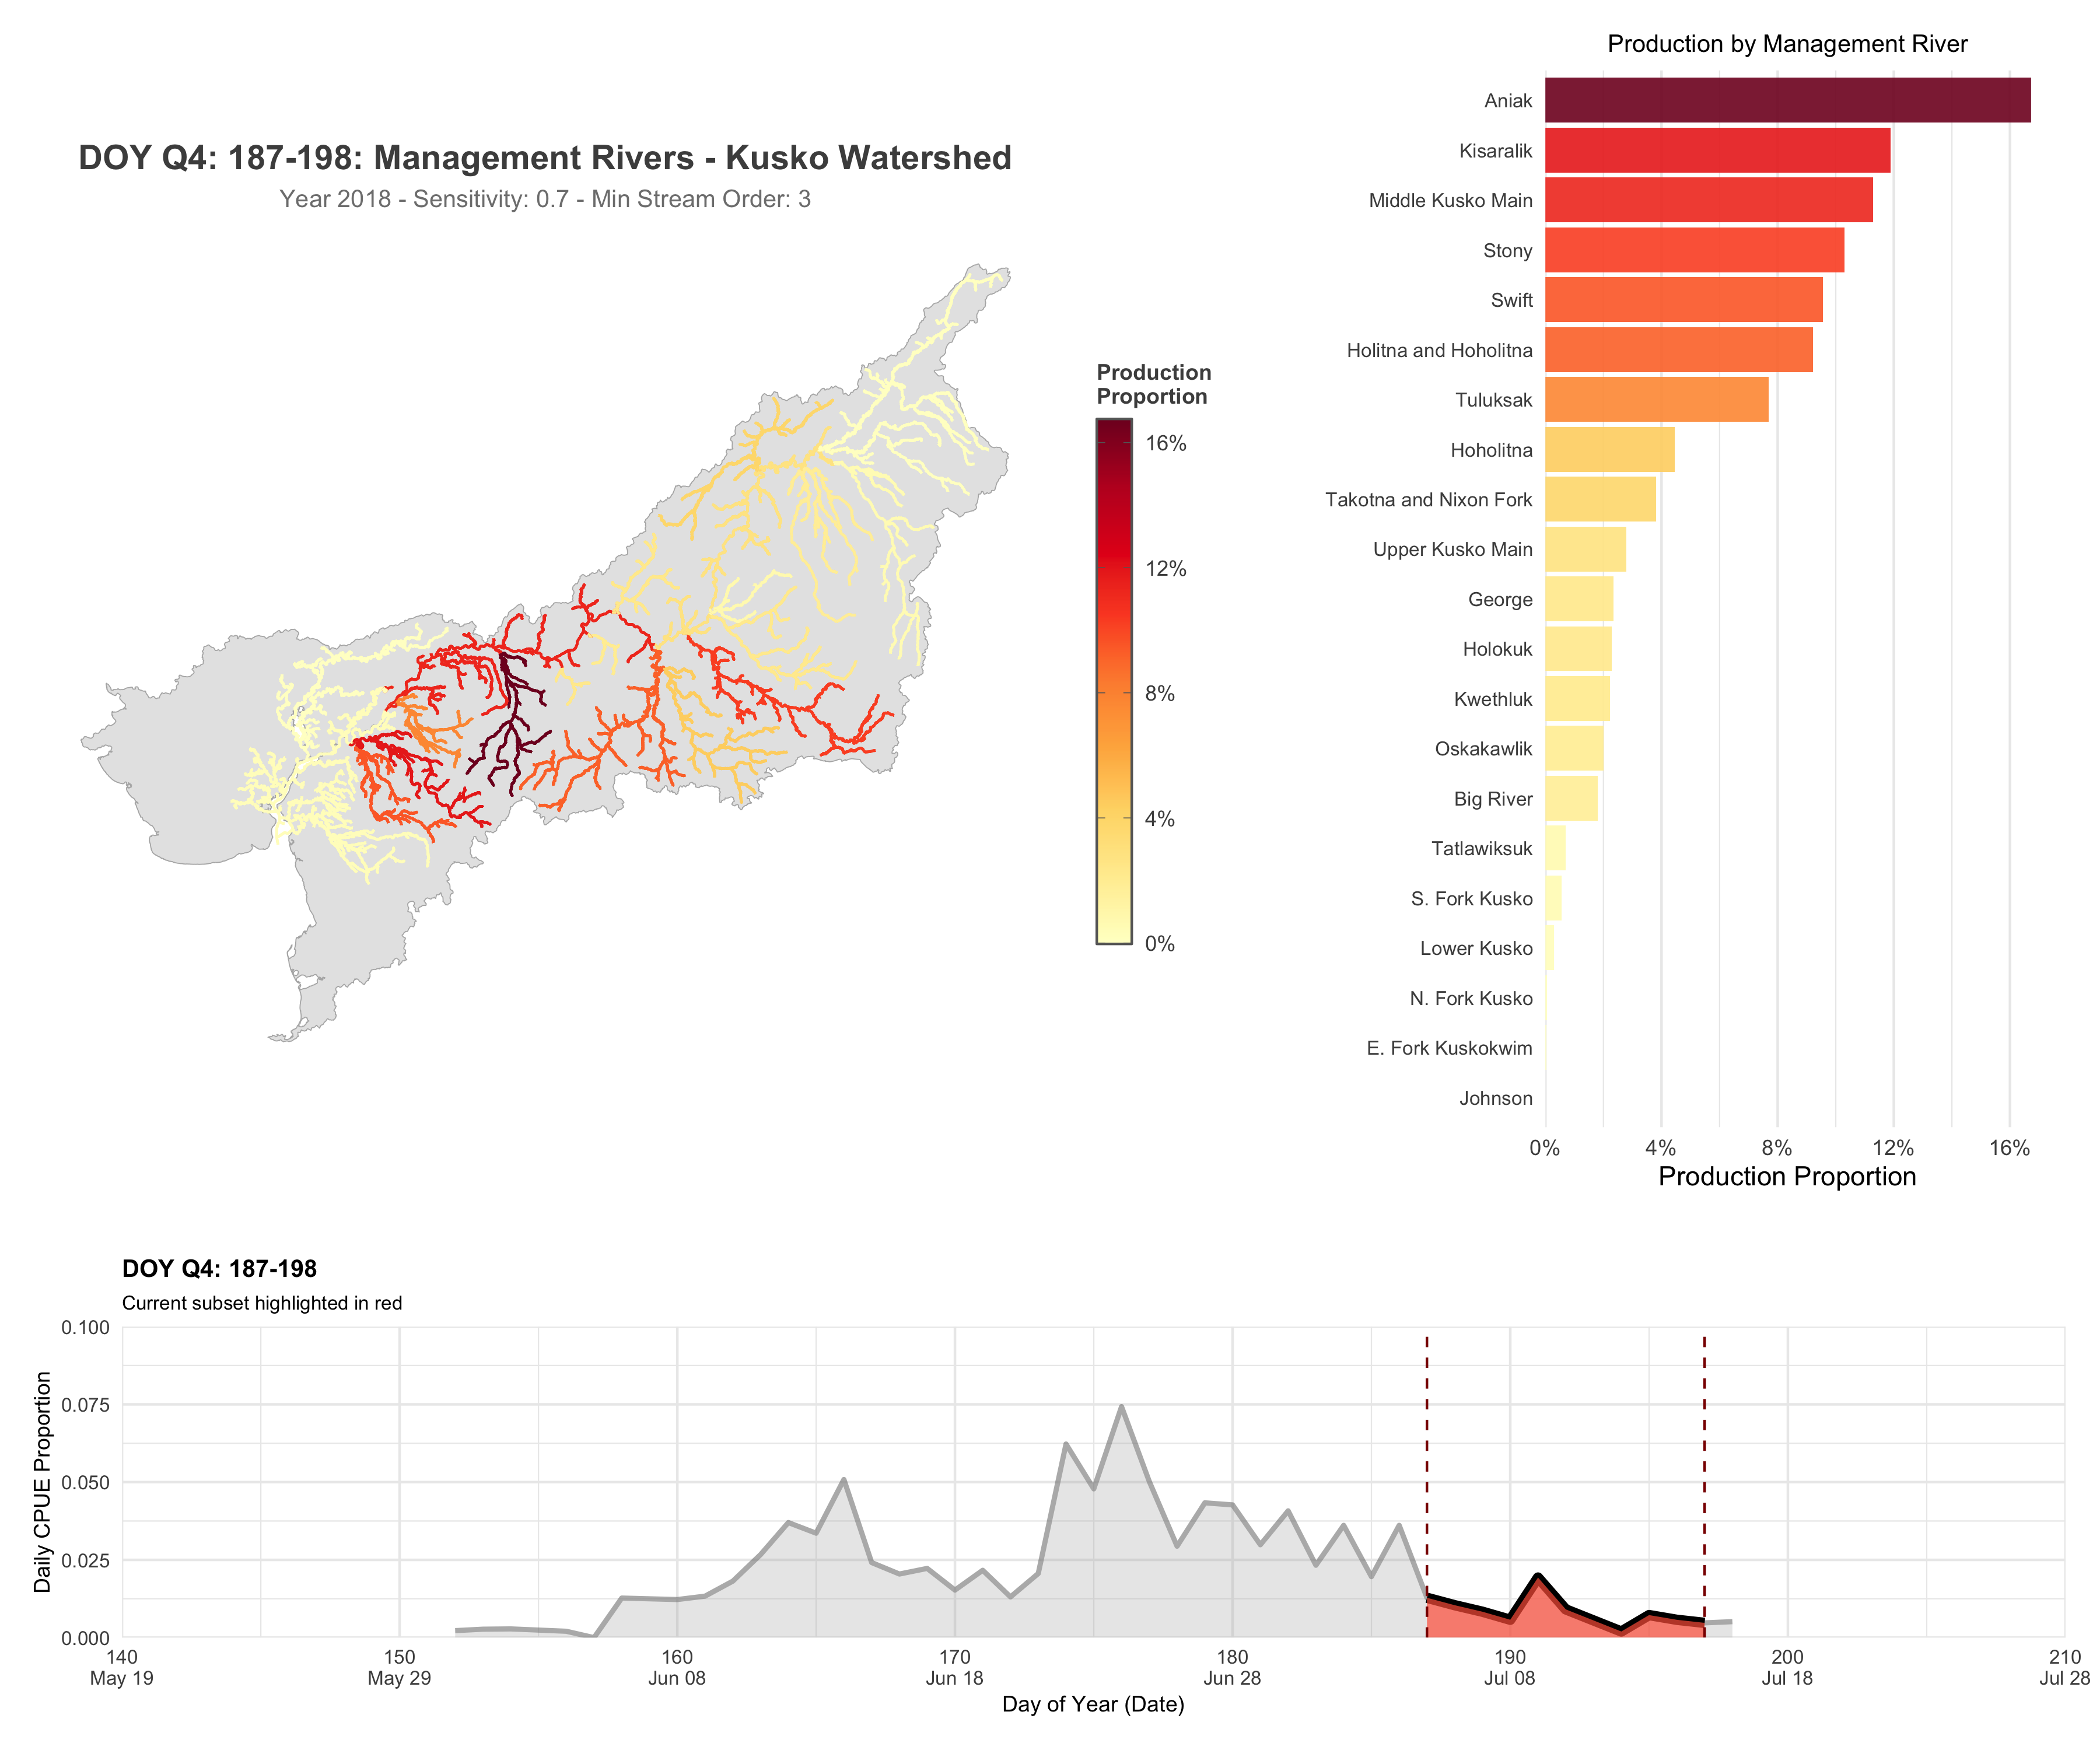 DOY Q4: 187-198: Management Rivers - Kusko Watershed
Year 2018 - Sensitivity: 0.7 - Min Stream Order: 3
Production
Proportion
16%
12%
8%
4%
0%
Production by Management River
Aniak
Kisaralik
Middle Kusko Main
Stony
Swift
Holitna and Hoholitna
Tuluksak
Hoholitna
Takotna and Nixon Fork
Upper Kusko Main
George
Holokuk
Kwethluk
Oskakawlik
Big River
Tatlawiksuk
S. Fork Kusko
Lower Kusko
N. Fork Kusko
E. Fork Kuskokwim
Johnson
0% 4% 8% 12% 16%
Production Proportion
DOY Q4: 187-198
Current subset highlighted in red
Daily CPUE Proportion
0.100
0.075
0.050
0.025
0.000
140 150 160 170 180 190 200 210
May 19 May 29 Jun 08 Jun 18 Jun 28 Jul 08 Jul 18 Jul 28
Day of Year (Date)